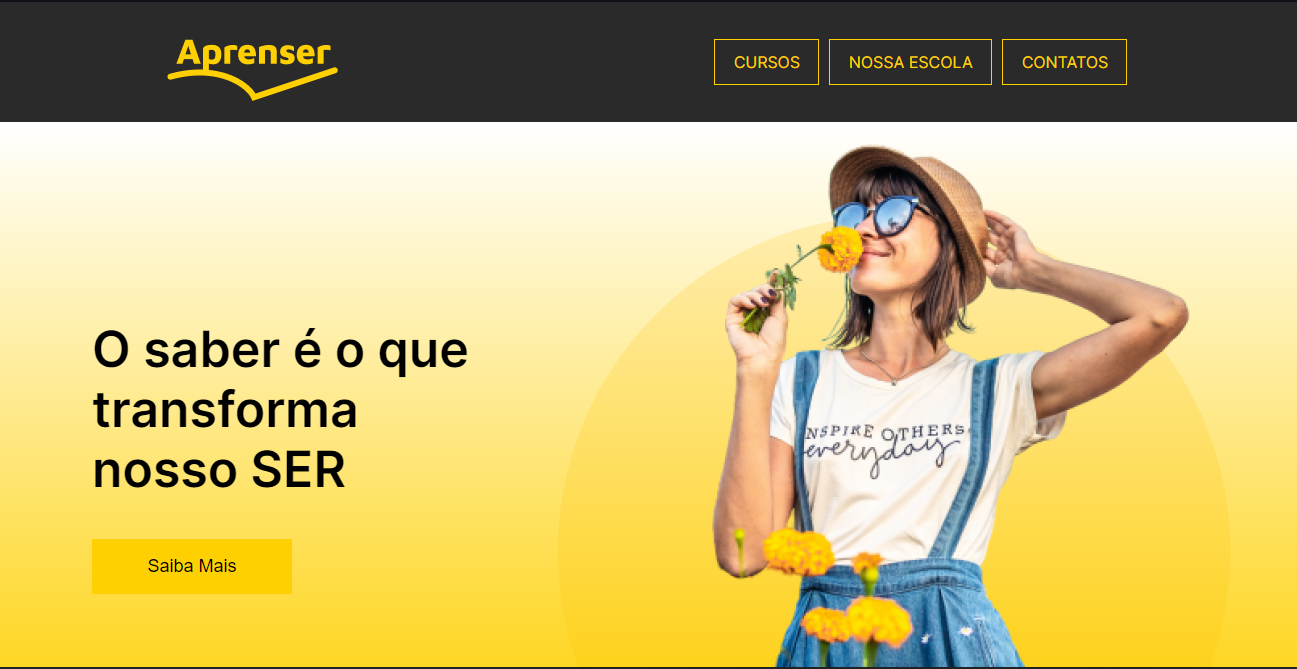 Aprenser
CURSOS
NOSSA ESCOLA
CONTATOS
O saber é o que
transforma
nosso SER
Saiba Mais
NSPIRE OTHERS
everyday